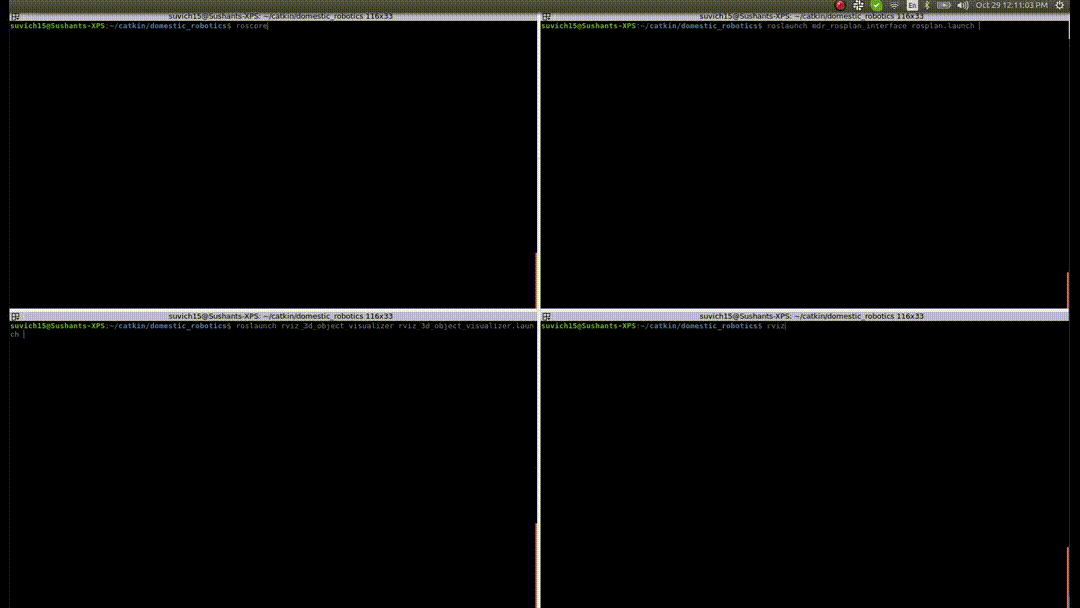 En Oct 29 12:11:03 PM
suvich15@Sushants-XPS: ~/catkin/domestic_robotics 116x33
suvich15@Sushants-XPS:~/catkin/domestic_robotics$ roscore
suvich15@Sushants-XPS: ~/catkin/domestic_robotics 116x33
suvich15@Sushants-XPS:~/catkin/domestic_robotics$ roslaunch mdr_rosplan_interface rosplan.launch
suvich15@Sushants-XPS: ~/catkin/domestic_robotics 116x33
suvich15@Sushants-XPS:~/catkin/domestic_robotics$ roslaunch rviz_3d_object_visualizer rviz_3d_object_visualizer.laun
ch
suvich15@Sushants-XPS: ~/catkin/domestic_robotics 116x33
suvich15@Sushants-XPS:~/catkin/domestic_robotics$ rviz